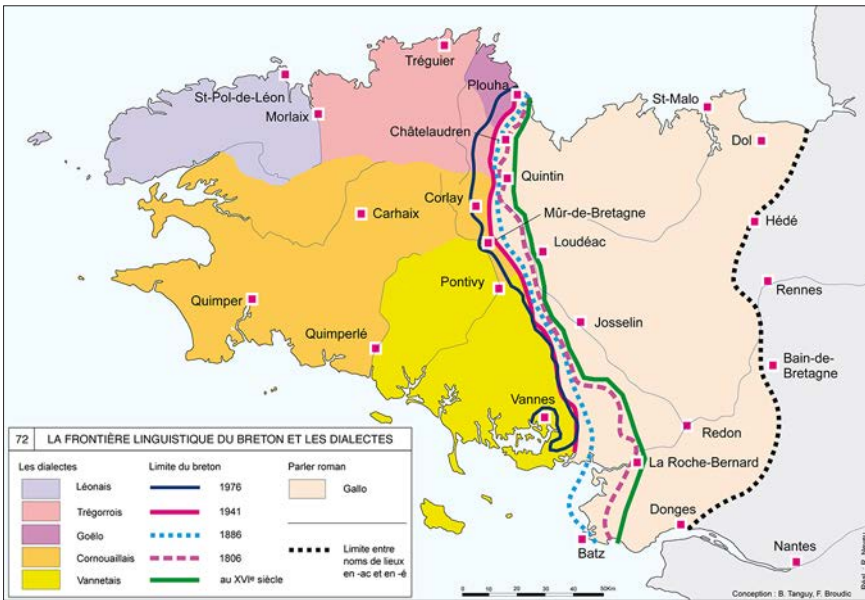 Tréguier
Plouha
St-Pol-de-Léon
Morlaix
St-Malo
Châtelaudren
Dol
Quintin
Corlay
Carhaix
Mûr-de-Bretagne
Hédé
Loudéac
Rennes
Pontivy
Quimper
Josselin
Quimperlé
Bain-de-
Bretagne
Vannes
Redon
La Roche-Bernard
Donges
Batz
Nantes
72 LA FRONTIÈRE LINGUISTIQUE DU BRETON ET LES DIALECTES
Les dialectes Limite du breton Parler roman
Léonais 1976 Gallo
Trégorrois 1941
Goëlo 1886
Cornouaillais 1806
Vannetais au XVIe siècle
Limite entre
noms de lieux
en -ac et en -é
0 10 20 30 40 50Km
Conception : B. Tanguy, F. Broudic